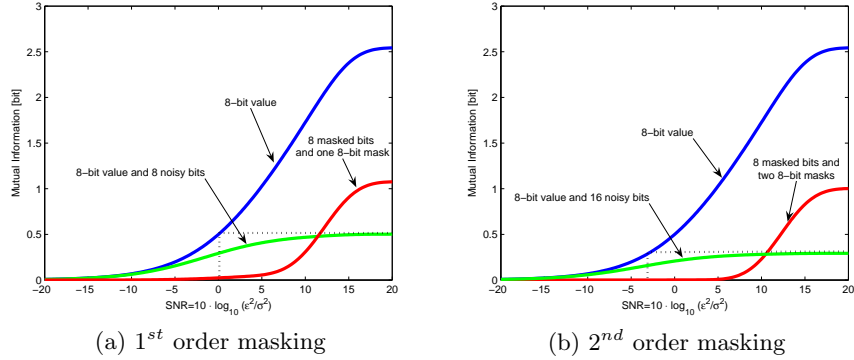 3
2.5
2
1.5
1
0.5
0
Mutual Information [bit]
8−bit value
8 masked bits
and one 8−bit mask
8−bit value and 8 noisy bits
−20 −15 −10 −5 0 5 10 15 20
SNR=10 · log10 (ε²/σ²)
(a) 1st order masking
3
2.5
2
1.5
1
0.5
0
Mutual Information [bit]
8−bit value
8 masked bits and
two 8−bit masks
8−bit value and 16 noisy bits
−20 −15 −10 −5 0 5 10 15 20
SNR=10 · log10 (ε²/σ²)
(b) 2nd order masking